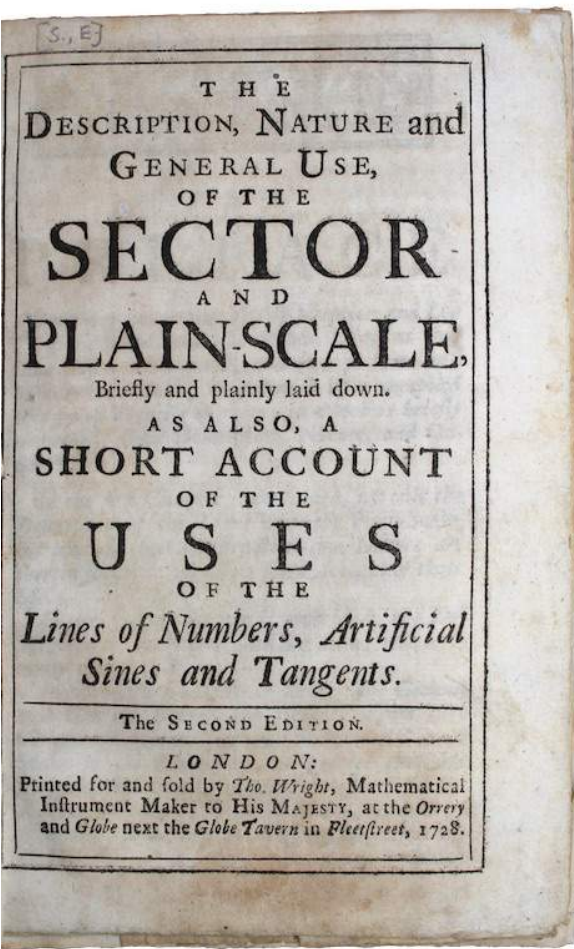 [S., E]
THE
DESCRIPTION, NATURE and
GENERAL USE,
OF THE
SECTOR
AND
PLAIN-SCALE,
Briefly and plainly laid down.
AS ALSO, A
SHORT ACCOUNT
OF THE
USES
OF THE
Lines of Numbers, Artificial
Sines and Tangents.
The SECOND EDITION.
LONDON:
Printed for and ſold by Tho. Wright, Mathematical
Inſtrument Maker to His MAJESTY, at the Orrery
and Globe next the Globe Tavern in Fleetſtreet, 1728.